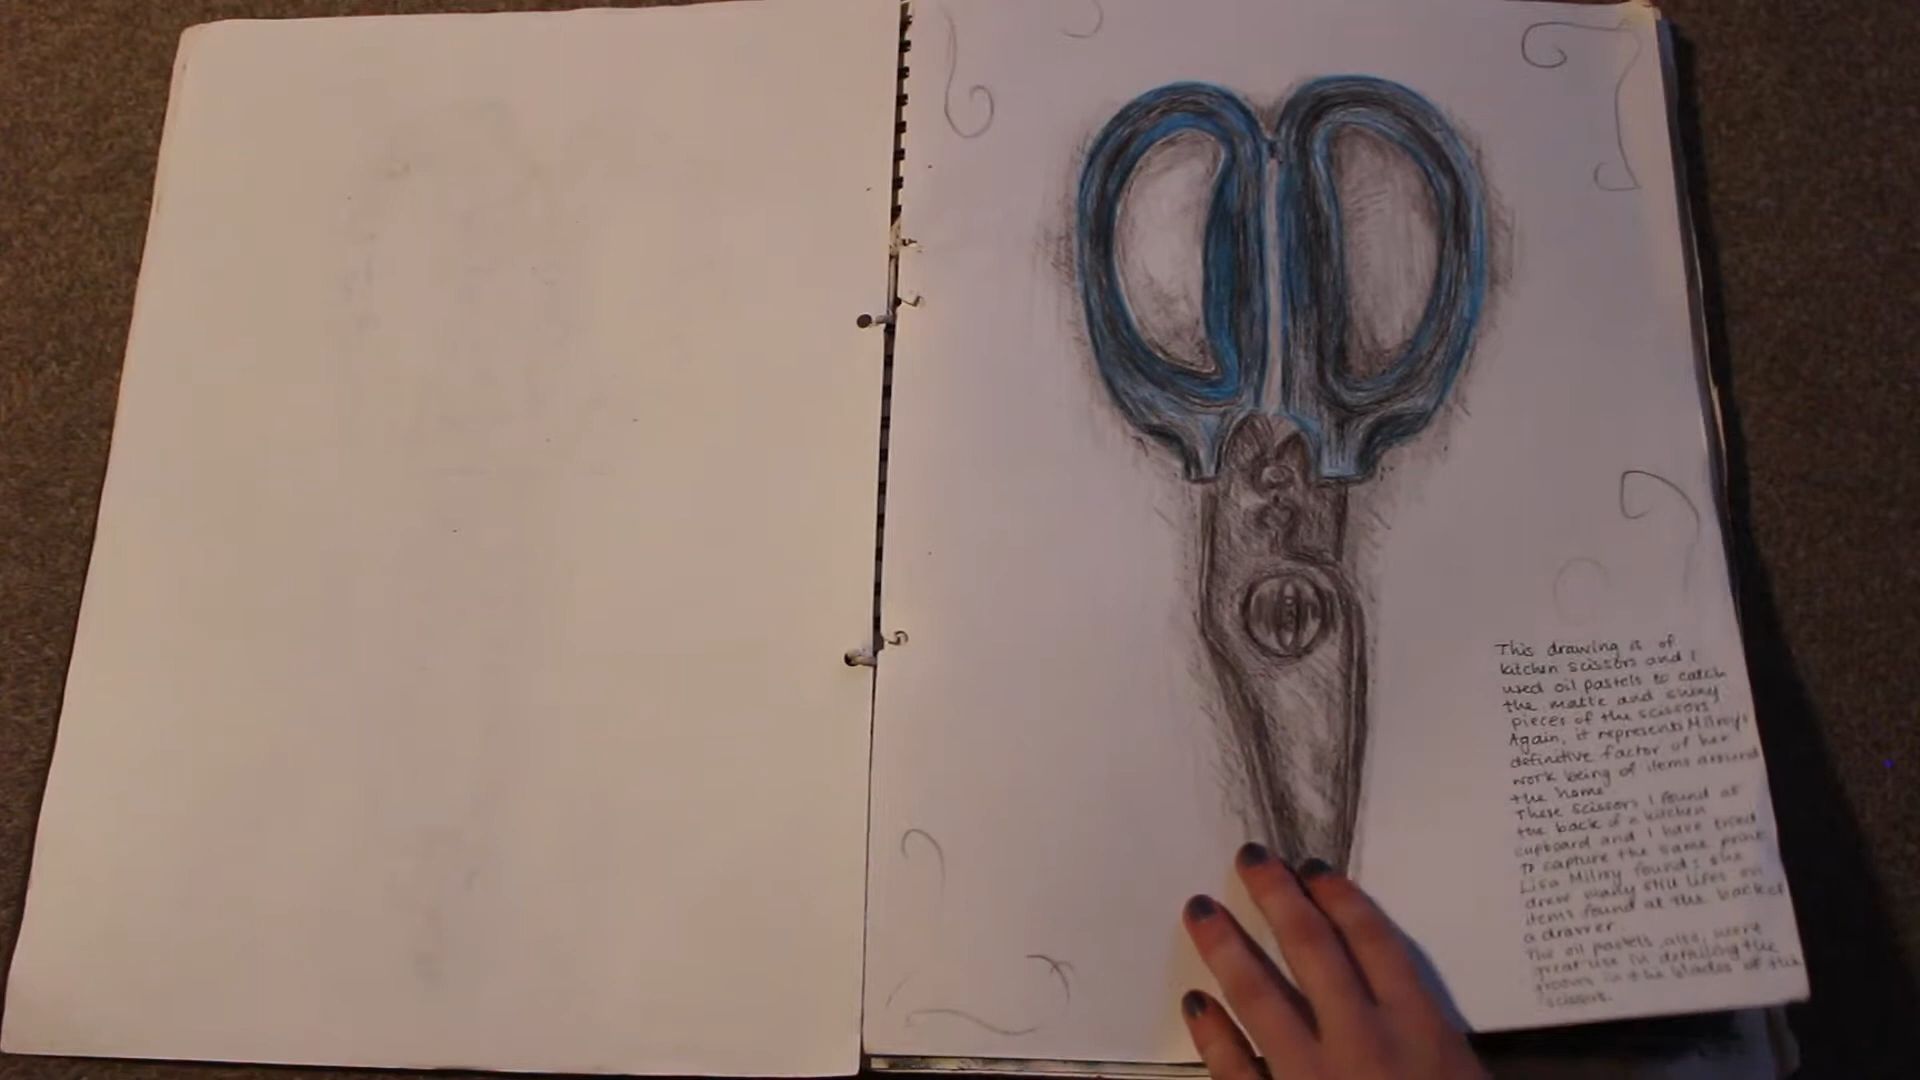 This drawing is of
kitchen scissors and I
used oil pastels to catch
the matte and shiny
pieces of the scissors
Again, it represents Milroy's
definitive factor of her
work being of items around
the home
These scissors I found at
the back of a kitchen
cupboard and I have tried
to capture the same point
Lisa Milroy found: she
drew many still lifes on
items found at the back of
a drawer.
The oil pastels also were
great use in detailing the
grooves in the blades of the
scissors.